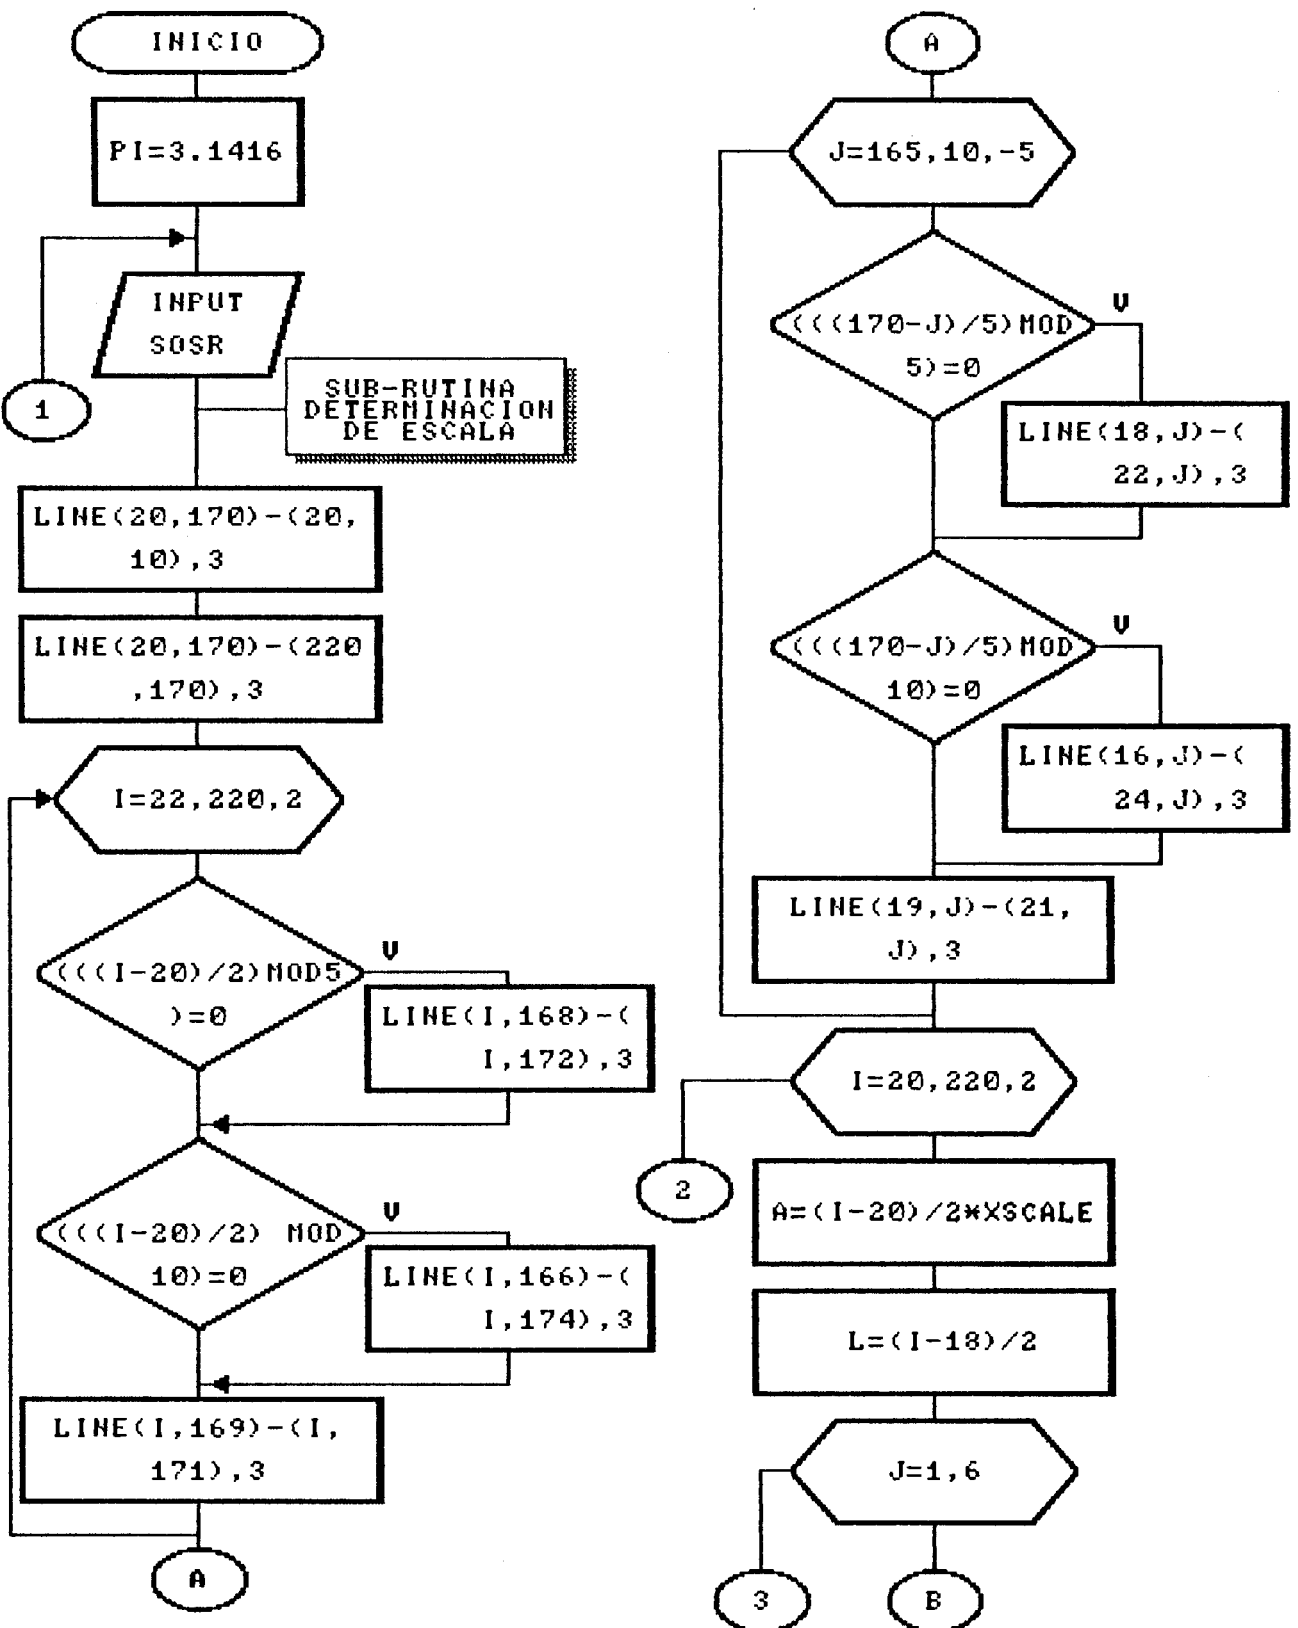 INICIO
PI=3.1416
INPUT
SOSR
1
SUB-RUTINA
DETERMINACION
DE ESCALA
LINE(20,170)-(20,
10),3
LINE(20,170)-(220
,170),3
I=22,220,2
(((I-20)/2)MOD5
)=0
V
LINE(I,168)-(
I,172),3
(((I-20)/2) MOD
10)=0
V
LINE(I,166)-(
I,174),3
LINE(I,169)-(I,
171),3
A
A
J=165,10,-5
(((170-J)/5)MOD
5)=0
V
LINE(18,J)-(
22,J),3
(((170-J)/5)MOD
10)=0
V
LINE(16,J)-(
24,J),3
LINE(19,J)-(21,
J),3
I=20,220,2
2
A=(I-20)/2*XSCALE
L=(I-18)/2
J=1,6
3
B